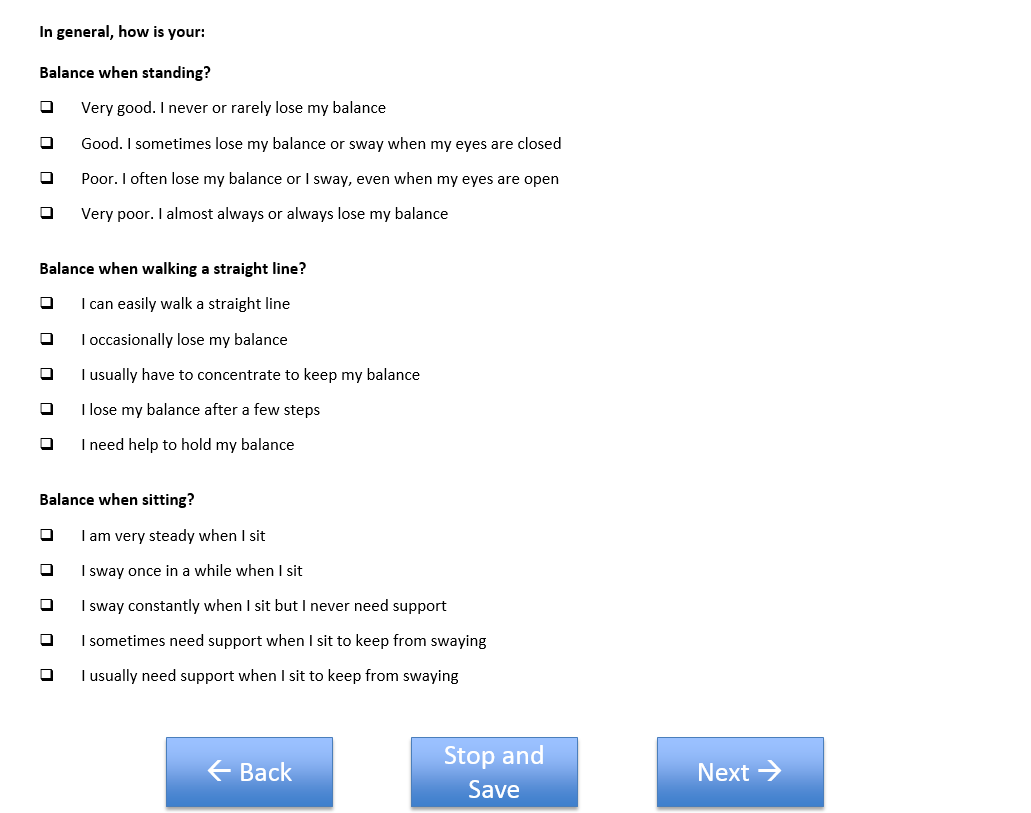 In general, how is your:
Balance when standing?
❑ Very good. I never or rarely lose my balance
❑ Good. I sometimes lose my balance or sway when my eyes are closed
❑ Poor. I often lose my balance or I sway, even when my eyes are open
❑ Very poor. I almost always or always lose my balance
Balance when walking a straight line?
❑ I can easily walk a straight line
❑ I occasionally lose my balance
❑ I usually have to concentrate to keep my balance
❑ I lose my balance after a few steps
❑ I need help to hold my balance
Balance when sitting?
❑ I am very steady when I sit
❑ I sway once in a while when I sit
❑ I sway constantly when I sit but I never need support
❑ I sometimes need support when I sit to keep from swaying
❑ I usually need support when I sit to keep from swaying
← Back
Stop and
Save
Next →